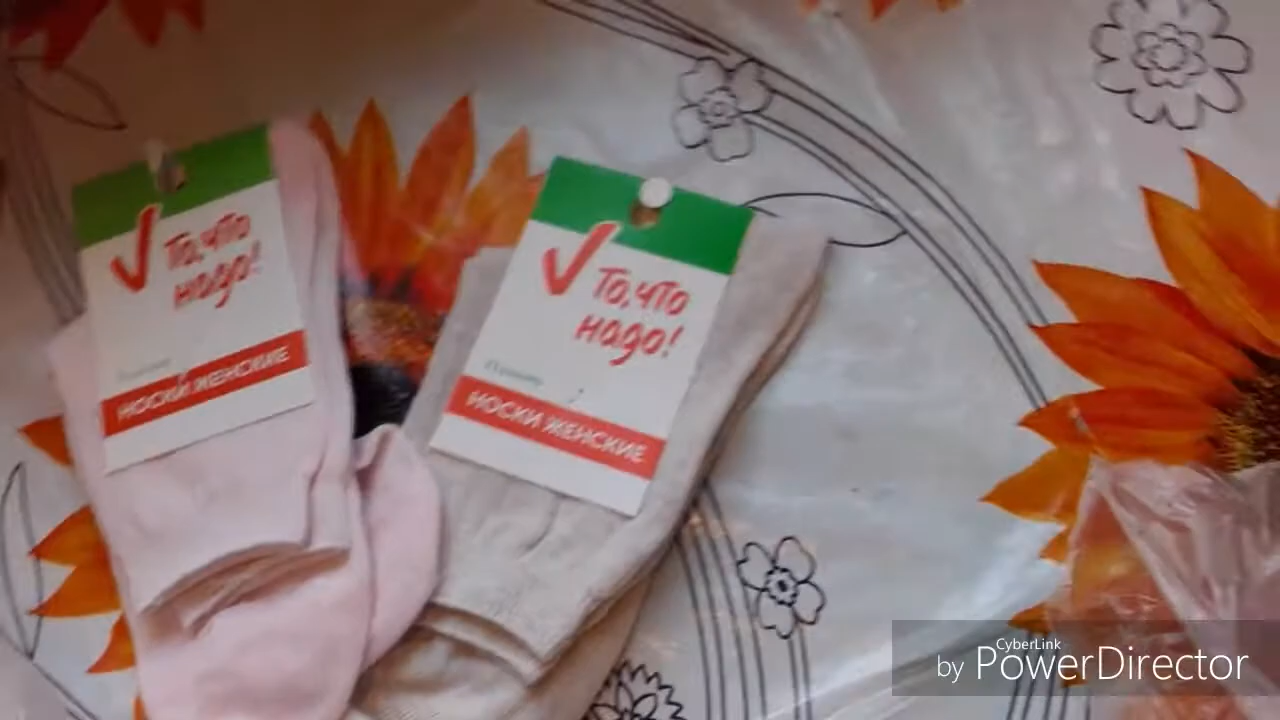 То, что
надо!
НОСКИ ЖЕНСКИЕ
То, что
надо!
НОСКИ ЖЕНСКИЕ
CyberLink
by PowerDirector